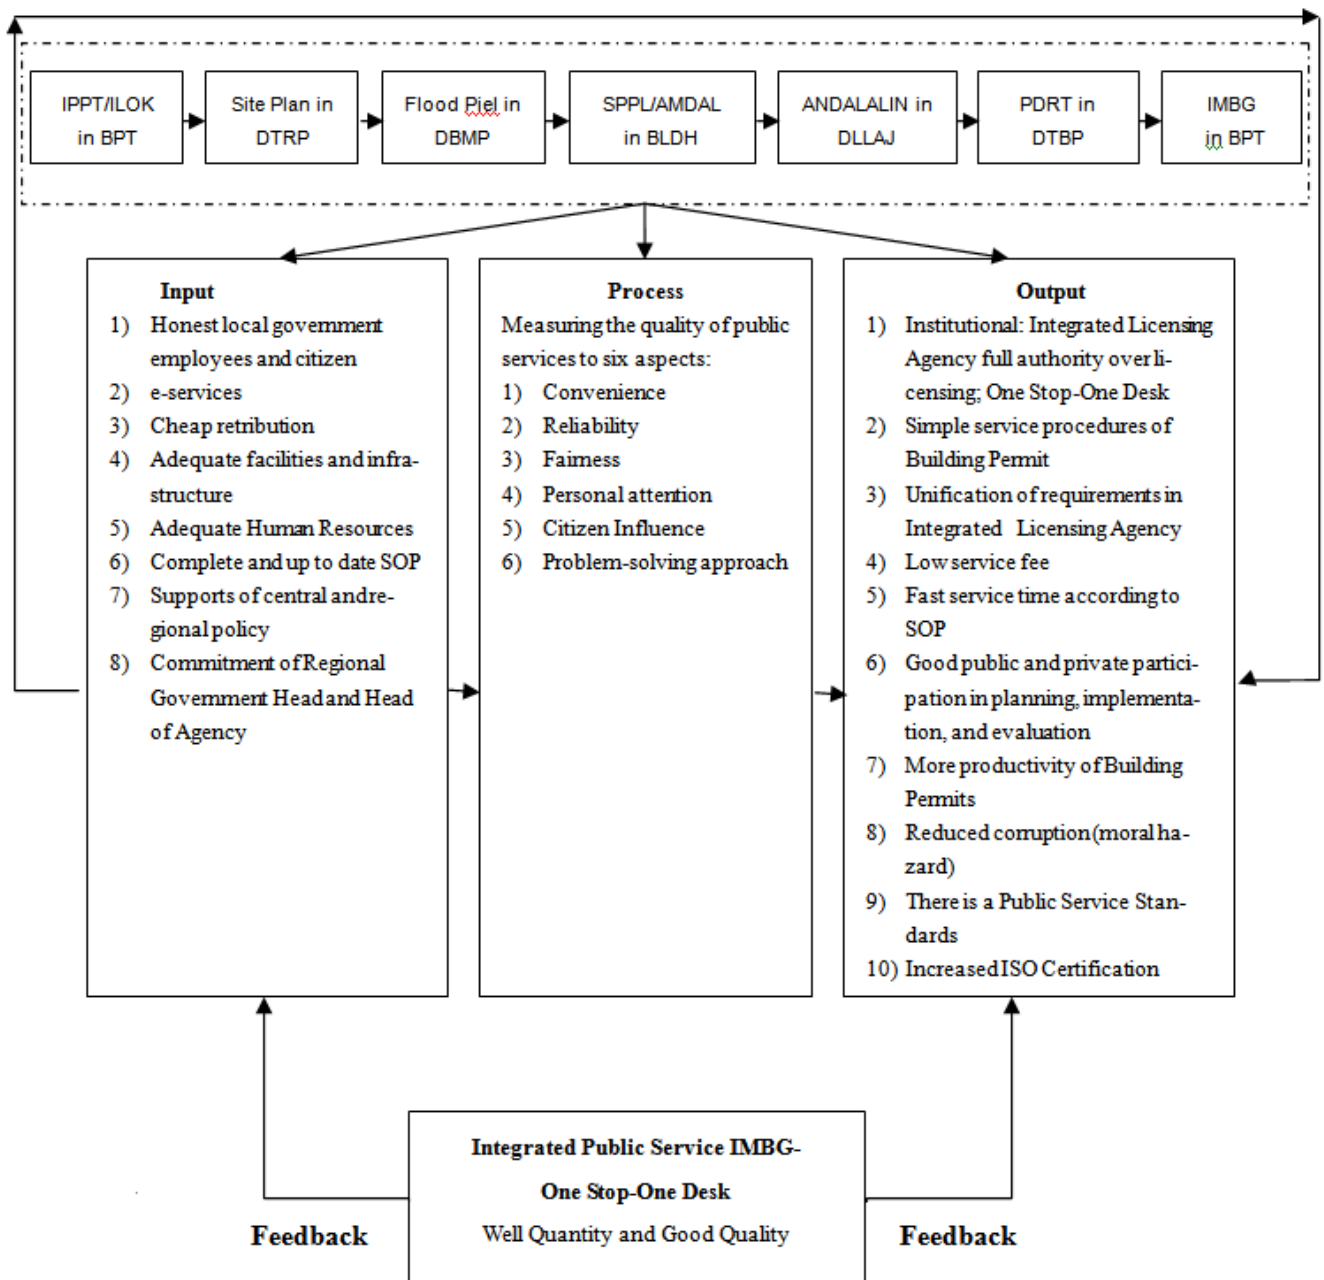 IPPT/ILOK
in BPT
Site Plan in
DTRP
Flood Piel in
DBMP
SPPL/AMDAL
in BLDH
ANDALALIN in
DLLAJ
PDRT in
DTBP
IMBG
in BPT
Input
1) Honest local government
employees and citizen
2) e-services
3) Cheap retribution
4) Adequate facilities and infra-
structure
5) Adequate Human Resources
6) Complete and up to date SOP
7) Supports of central andre-
gional policy
8) Commitment of Regional
Government Head and Head
of Agency
Process
Measuring the quality of public
services to six aspects:
1) Convenience
2) Reliability
3) Fairness
4) Personal attention
5) Citizen Influence
6) Problem-solving approach
Output
1) Institutional: Integrated Licensing
Agency full authority over li-
censing; One Stop-One Desk
2) Simple service procedures of
Building Permit
3) Unification of requirements in
Integrated Licensing Agency
4) Low service fee
5) Fast service time according to
SOP
6) Good public and private partici-
pation in planning, implementa-
tion, and evaluation
7) More productivity of Building
Permits
8) Reduced corruption (moral ha-
zard)
9) There is a Public Service Stan-
dards
10) Increased ISO Certification
Integrated Public Service IMBG-
One Stop-One Desk
Well Quantity and Good Quality
Feedback
Feedback